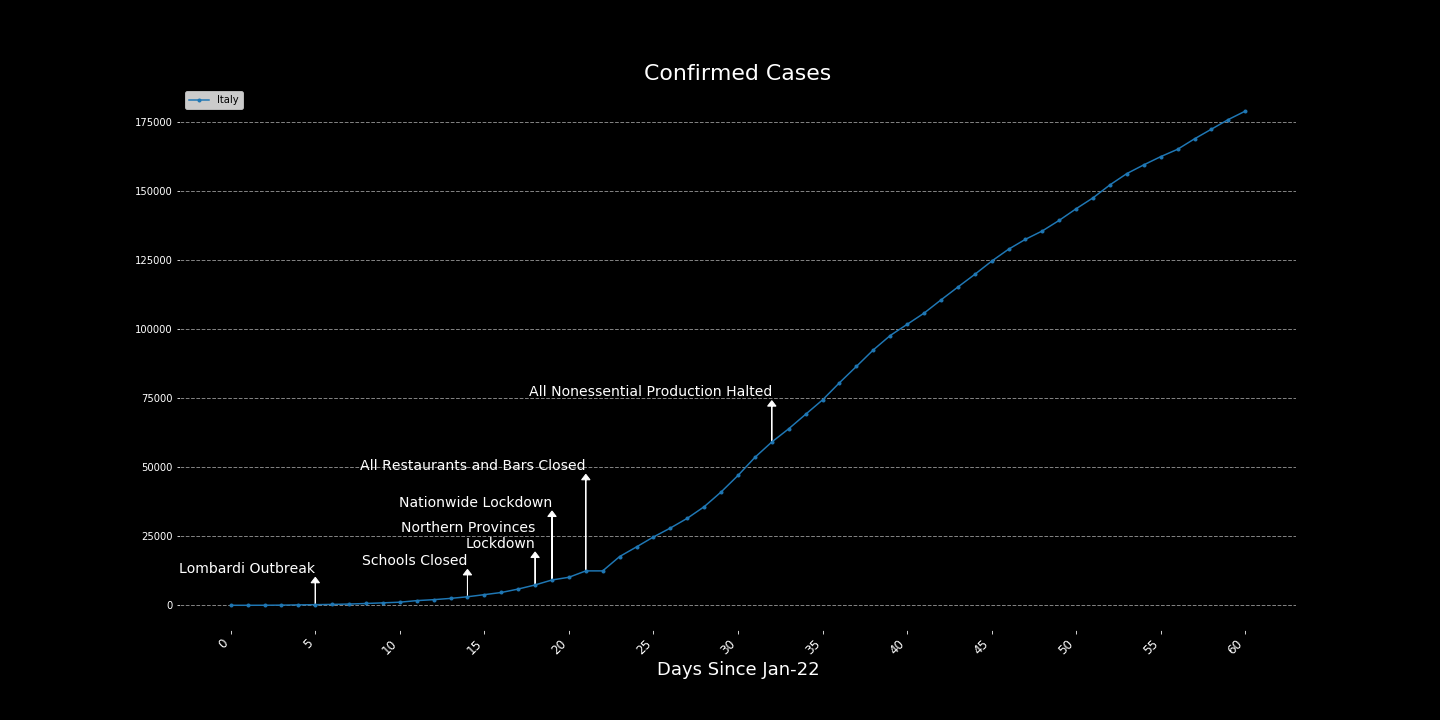 Confirmed Cases
Italy
175000
150000
125000
100000
75000
50000
25000
0
All Nonessential Production Halted
All Restaurants and Bars Closed
Nationwide Lockdown
Northern Provinces
Lockdown
Schools Closed
Lombardi Outbreak
0
5
10
15
20
25
30
35
40
45
50
55
60
Days Since Jan-22